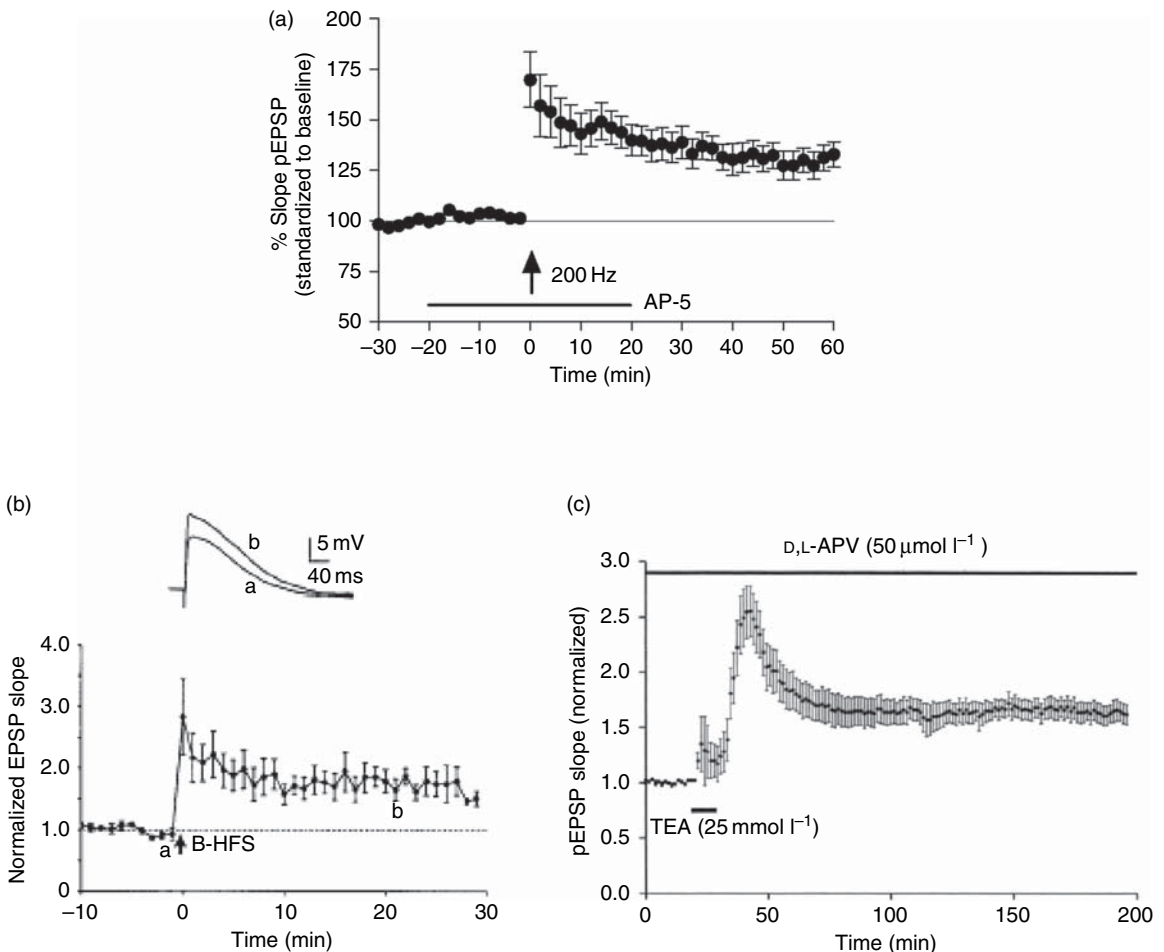 (a)
% Slope pEPSP
(standardized to baseline)
200
175
150
125
100
75
50
200 Hz
AP-5
–30 –20 –10 0 10 20 30 40 50 60
Time (min)
(b)
b
a
5 mV
40 ms
Normalized EPSP slope
4.0
3.0
2.0
1.0
0
a
B-HFS
b
–10 0 10 20 30
Time (min)
(c)
D,L-APV (50 μmol l⁻¹ )
pEPSP slope (normalized)
3.0
2.5
2.0
1.5
1.0
0.5
0.0
TEA (25 mmol l⁻¹)
0 50 100 150 200
Time (min)